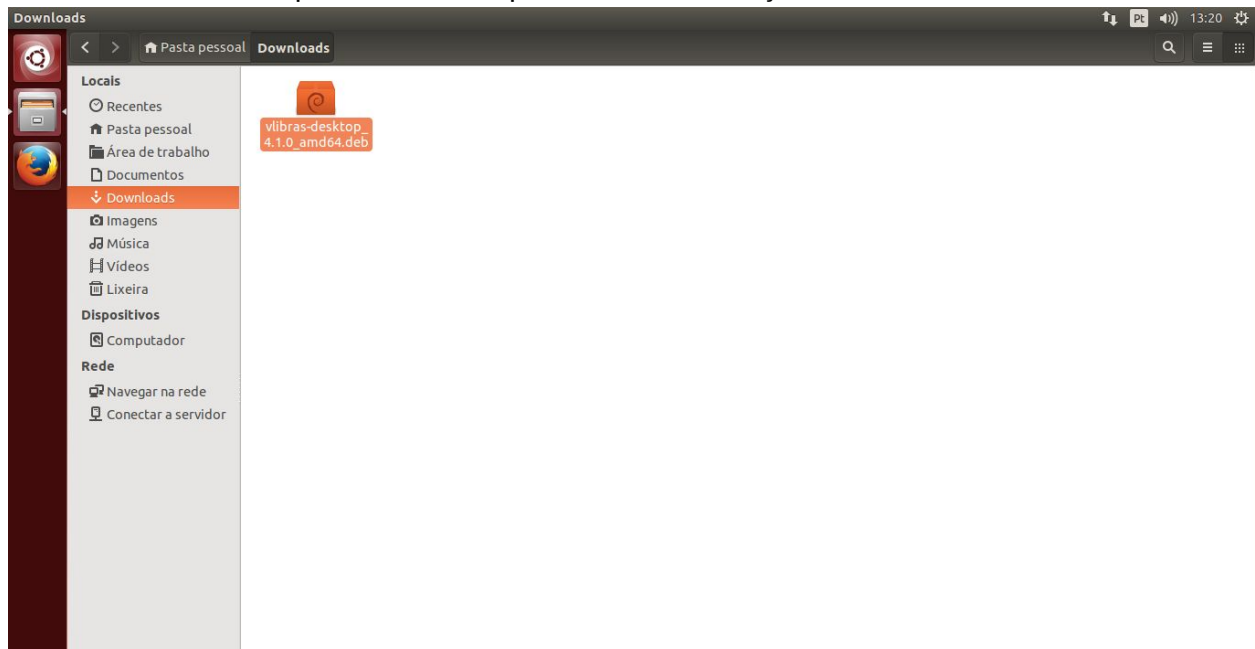 Downloads
Pt
13:20
Pasta pessoal
Downloads
Locais
Recentes
Pasta pessoal
Área de trabalho
Documentos
Downloads
Imagens
Música
Vídeos
Lixeira
Dispositivos
Computador
Rede
Navegar na rede
Conectar a servidor
vlibras-desktop_
4.1.0_amd64.deb